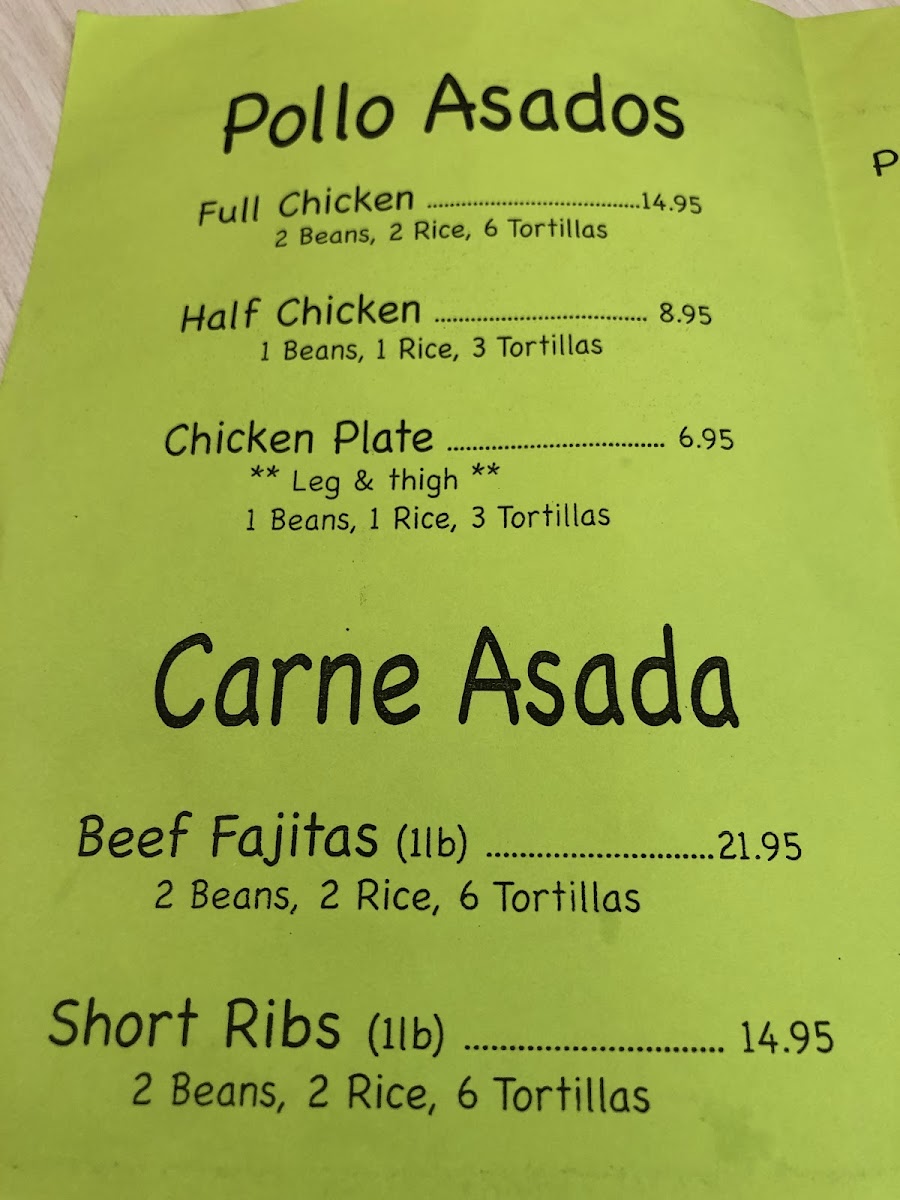 Pollo Asados
Full Chicken ........................................14.95
2 Beans, 2 Rice, 6 Tortillas
Half Chicken ........................................ 8.95
1 Beans, 1 Rice, 3 Tortillas
Chicken Plate ........................................ 6.95
** Leg & thigh **
1 Beans, 1 Rice, 3 Tortillas
Carne Asada
Beef Fajitas (1lb) ............................21.95
2 Beans, 2 Rice, 6 Tortillas
Short Ribs (1lb) ............................. 14.95
2 Beans, 2 Rice, 6 Tortillas